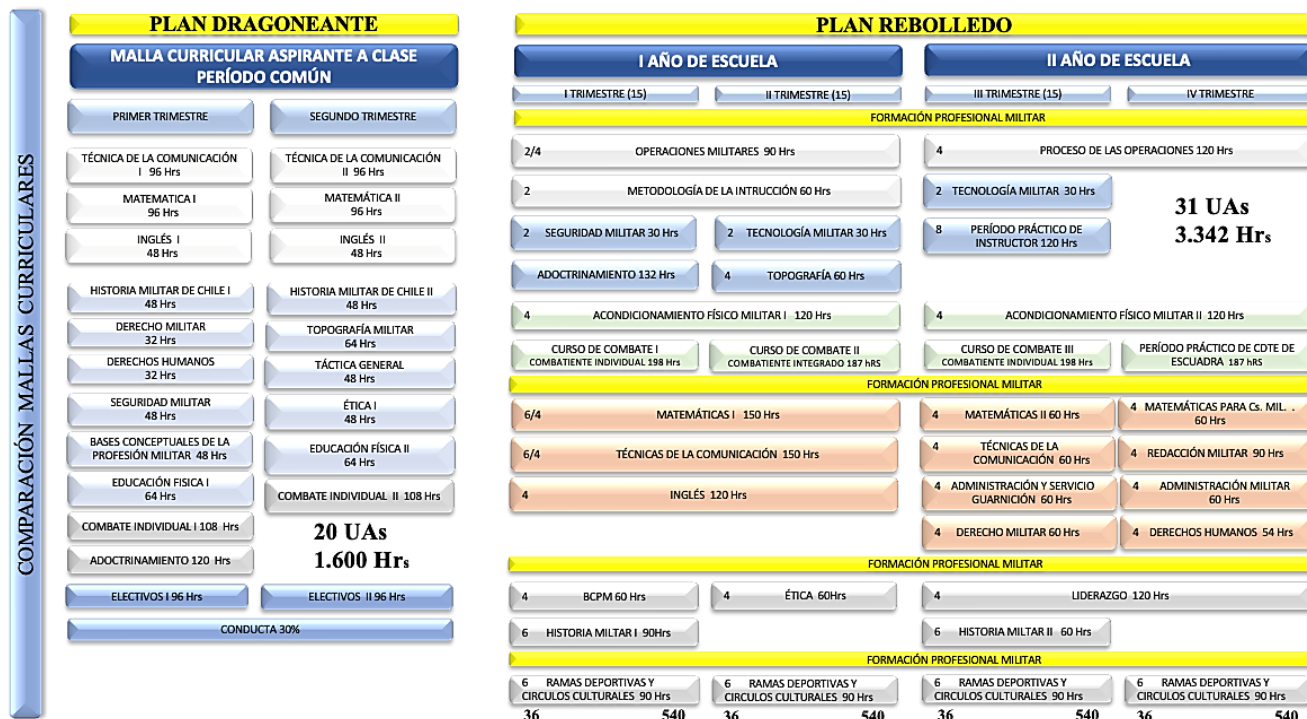 COMPARACIÓN MALLAS CURRICULARES
PLAN DRAGONEANTE
MALLA CURRICULAR ASPIRANTE A CLASE
PERÍODO COMÚN
PRIMER TRIMESTRE
SEGUNDO TRIMESTRE
TÉCNICA DE LA COMUNICACIÓN
I 96 Hrs
TÉCNICA DE LA COMUNICACIÓN
II 96 Hrs
MATEMATICA I
96 Hrs
MATEMÁTICA II
96 Hrs
INGLÉS I
48 Hrs
INGLÉS II
48 Hrs
HISTORIA MILITAR DE CHILE I
48 Hrs
HISTORIA MILITAR DE CHILE II
48 Hrs
DERECHO MILITAR
32 Hrs
TOPOGRAFÍA MILITAR
64 Hrs
DERECHOS HUMANOS
32 Hrs
TÁCTICA GENERAL
48 Hrs
SEGURIDAD MILITAR
48 Hrs
ÉTICA I
48 Hrs
BASES CONCEPTUALES DE LA
PROFESIÓN MILITAR 48 Hrs
EDUCACIÓN FÍSICA II
64 Hrs
EDUCACIÓN FISICA I
64 Hrs
COMBATE INDIVIDUAL II 108 Hrs
COMBATE INDIVIDUAL I 108 Hrs
ADOCTRINAMIENTO 120 Hrs
20 UAs
1.600 Hrs
ELECTIVOS I 96 Hrs
ELECTIVOS II 96 Hrs
CONDUCTA 30%
PLAN REBOLLEDO
I AÑO DE ESCUELA
II AÑO DE ESCUELA
I TRIMESTRE (15)
II TRIMESTRE (15)
III TRIMESTRE (15)
IV TRIMESTRE
FORMACIÓN PROFESIONAL MILITAR
2/4 OPERACIONES MILITARES 90 Hrs
4 PROCESO DE LAS OPERACIONES 120 Hrs
2 METODOLOGÍA DE LA INTRUCCIÓN 60 Hrs
2 TECNOLOGÍA MILITAR 30 Hrs
31 UAs
3.342 Hrs
2 SEGURIDAD MILITAR 30 Hrs
2 TECNOLOGÍA MILITAR 30 Hrs
8 PERÍODO PRÁCTICO DE
INSTRUCTOR 120 Hrs
ADOCTRINAMIENTO 132 Hrs
4 TOPOGRAFÍA 60 Hrs
4 ACONDICIONAMIENTO FÍSICO MILITAR I 120 Hrs
4 ACONDICIONAMIENTO FÍSICO MILITAR II 120 Hrs
CURSO DE COMBATE I
COMBATIENTE INDIVIDUAL 198 Hrs
CURSO DE COMBATE II
COMBATIENTE INTEGRADO 187 hRS
CURSO DE COMBATE III
COMBATIENTE INDIVIDUAL 198 Hrs
PERÍODO PRÁCTICO DE CDTE DE
ESCUADRA 187 hRS
FORMACIÓN PROFESIONAL MILITAR
6/4 MATEMÁTICAS I 150 Hrs
4 MATEMÁTICAS II 60 Hrs
4 MATEMÁTICAS PARA Cs. MIL. .
60 Hrs
6/4 TÉCNICAS DE LA COMUNICACIÓN 150 Hrs
4 TÉCNICAS DE LA
COMUNICACIÓN 60 Hrs
4 REDACCIÓN MILITAR 90 Hrs
4 INGLÉS 120 Hrs
4 ADMINISTRACIÓN Y SERVICIO
GUARNICIÓN 60 Hrs
4 ADMINISTRACIÓN MILITAR
60 Hrs
4 DERECHO MILITAR 60 Hrs
4 DERECHOS HUMANOS 54 Hrs
FORMACIÓN PROFESIONAL MILITAR
4 BCPM 60 Hrs
4 ÉTICA 60Hrs
4 LIDERAZGO 120 Hrs
6 HISTORIA MILTAR I 90Hrs
6 HISTORIA MILTAR II 60 Hrs
FORMACIÓN PROFESIONAL MILITAR
6 RAMAS DEPORTIVAS Y
CIRCULOS CULTURALES 90 Hrs
6 RAMAS DEPORTIVAS Y
CIRCULOS CULTURALES 90 Hrs
6 RAMAS DEPORTIVAS Y
CIRCULOS CULTURALES 90 Hrs
6 RAMAS DEPORTIVAS Y
CIRCULOS CULTURALES 90 Hrs
36 540 36 540 36 540 36 540